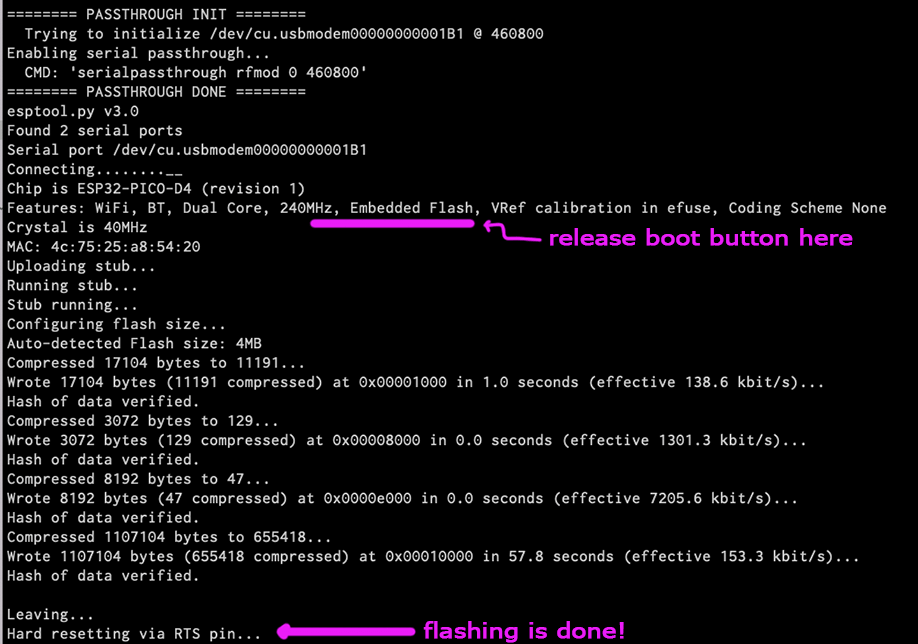 ======== PASSTHROUGH INIT ========
  Trying to initialize /dev/cu.usbmodem00000000001B1 @ 460800
Enabling serial passthrough...
  CMD: 'serialpassthrough rfmod 0 460800'
======== PASSTHROUGH DONE ========
esptool.py v3.0
Found 2 serial ports
Serial port /dev/cu.usbmodem00000000001B1
Connecting........__
Chip is ESP32-PICO-D4 (revision 1)
Features: WiFi, BT, Dual Core, 240MHz, Embedded Flash, VRef calibration in efuse, Coding Scheme None
Crystal is 40MHz
release boot button here
MAC: 4c:75:25:a8:54:20
Uploading stub...
Running stub...
Stub running...
Configuring flash size...
Auto-detected Flash size: 4MB
Compressed 17104 bytes to 11191...
Wrote 17104 bytes (11191 compressed) at 0x00001000 in 1.0 seconds (effective 138.6 kbit/s)...
Hash of data verified.
Compressed 3072 bytes to 129...
Wrote 3072 bytes (129 compressed) at 0x00008000 in 0.0 seconds (effective 1301.3 kbit/s)...
Hash of data verified.
Compressed 8192 bytes to 47...
Wrote 8192 bytes (47 compressed) at 0x0000e000 in 0.0 seconds (effective 7205.6 kbit/s)...
Hash of data verified.
Compressed 1107104 bytes to 655418...
Wrote 1107104 bytes (655418 compressed) at 0x00010000 in 57.8 seconds (effective 153.3 kbit/s)...
Hash of data verified.

Leaving...
Hard resetting via RTS pin...
flashing is done!